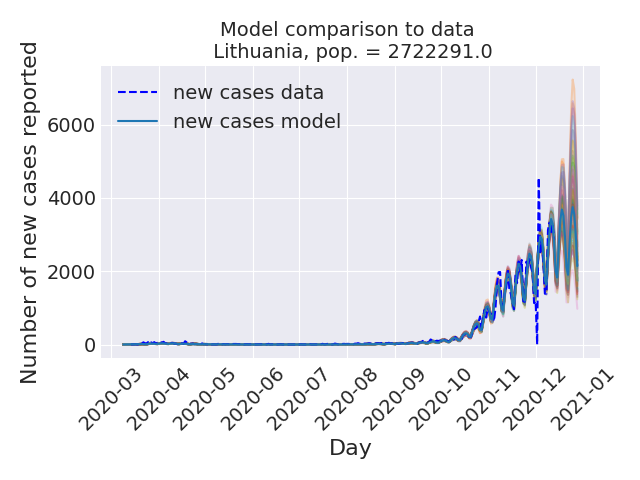 Model comparison to data
Lithuania, pop. = 2722291.0
Number of new cases reported
6000
4000
2000
0
new cases data
new cases model
2020-03
2020-04
2020-05
2020-06
2020-07
2020-08
2020-09
2020-10
2020-11
2020-12
2021-01
Day